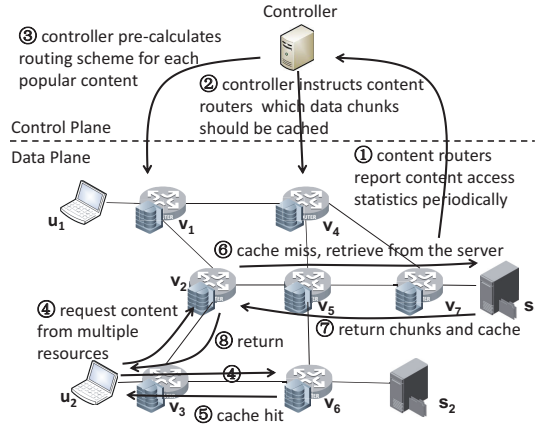 Controller
③ controller pre-calculates
routing scheme for each
popular content
② controller instructs content
routers which data chunks
should be cached
Control Plane
Data Plane
① content routers
report content access
statistics periodically
u1
v1
v4
⑥ cache miss, retrieve from the server
v2
v5
v7
s
④ request content
from multiple
resources
⑦ return chunks and cache
⑧ return
④
u2
v3
⑤ cache hit
v6
s2